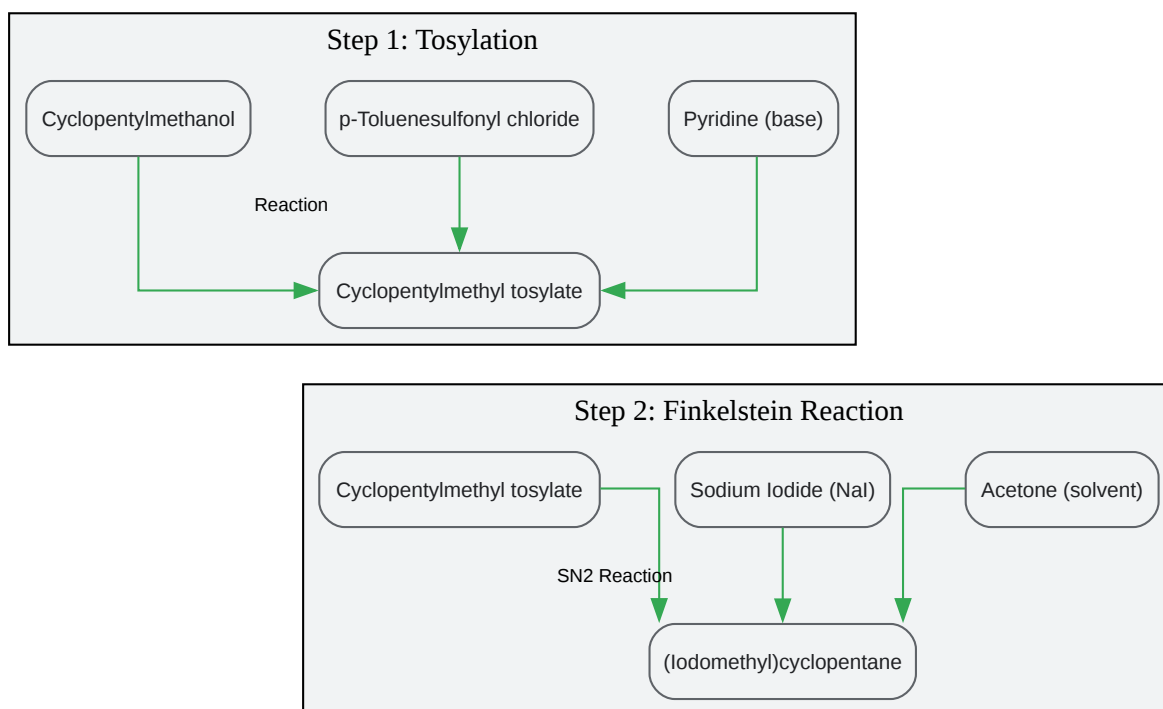 Step 1: Tosylation
Cyclopentylmethanol
p-Toluenesulfonyl chloride
Pyridine (base)
Reaction
Cyclopentylmethyl tosylate
Step 2: Finkelstein Reaction
Cyclopentylmethyl tosylate
Sodium Iodide (NaI)
Acetone (solvent)
SN2 Reaction
(Iodomethyl)cyclopentane